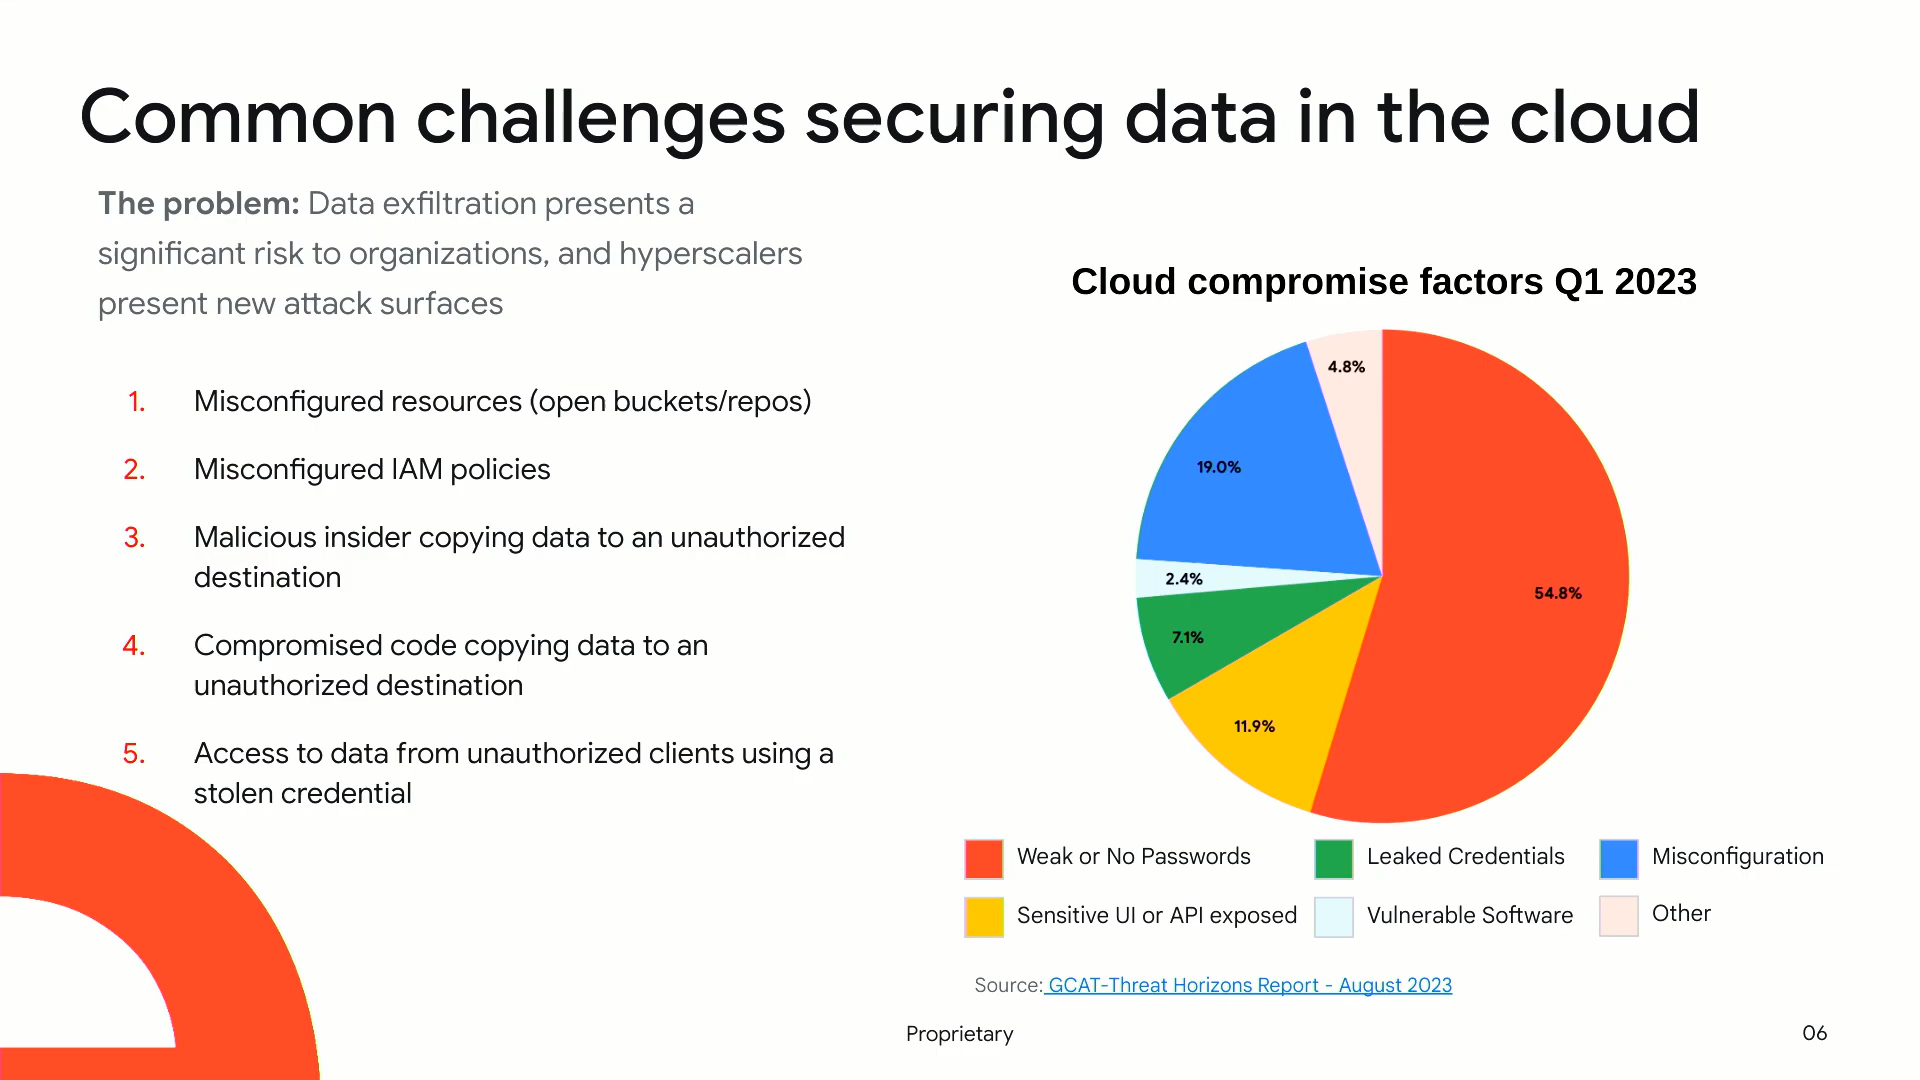 Common challenges securing data in the cloud
The problem: Data exfiltration presents a
significant risk to organizations, and hyperscalers
present new attack surfaces
1. Misconfigured resources (open buckets/repos)
2. Misconfigured IAM policies
3. Malicious insider copying data to an unauthorized
destination
4. Compromised code copying data to an
unauthorized destination
5. Access to data from unauthorized clients using a
stolen credential
Cloud compromise factors Q1 2023
4.8%
19.0%
2.4%
54.8%
7.1%
11.9%
Weak or No Passwords
Leaked Credentials
Misconfiguration
Sensitive UI or API exposed
Vulnerable Software
Other
Source: GCAT-Threat Horizons Report - August 2023
Proprietary
06